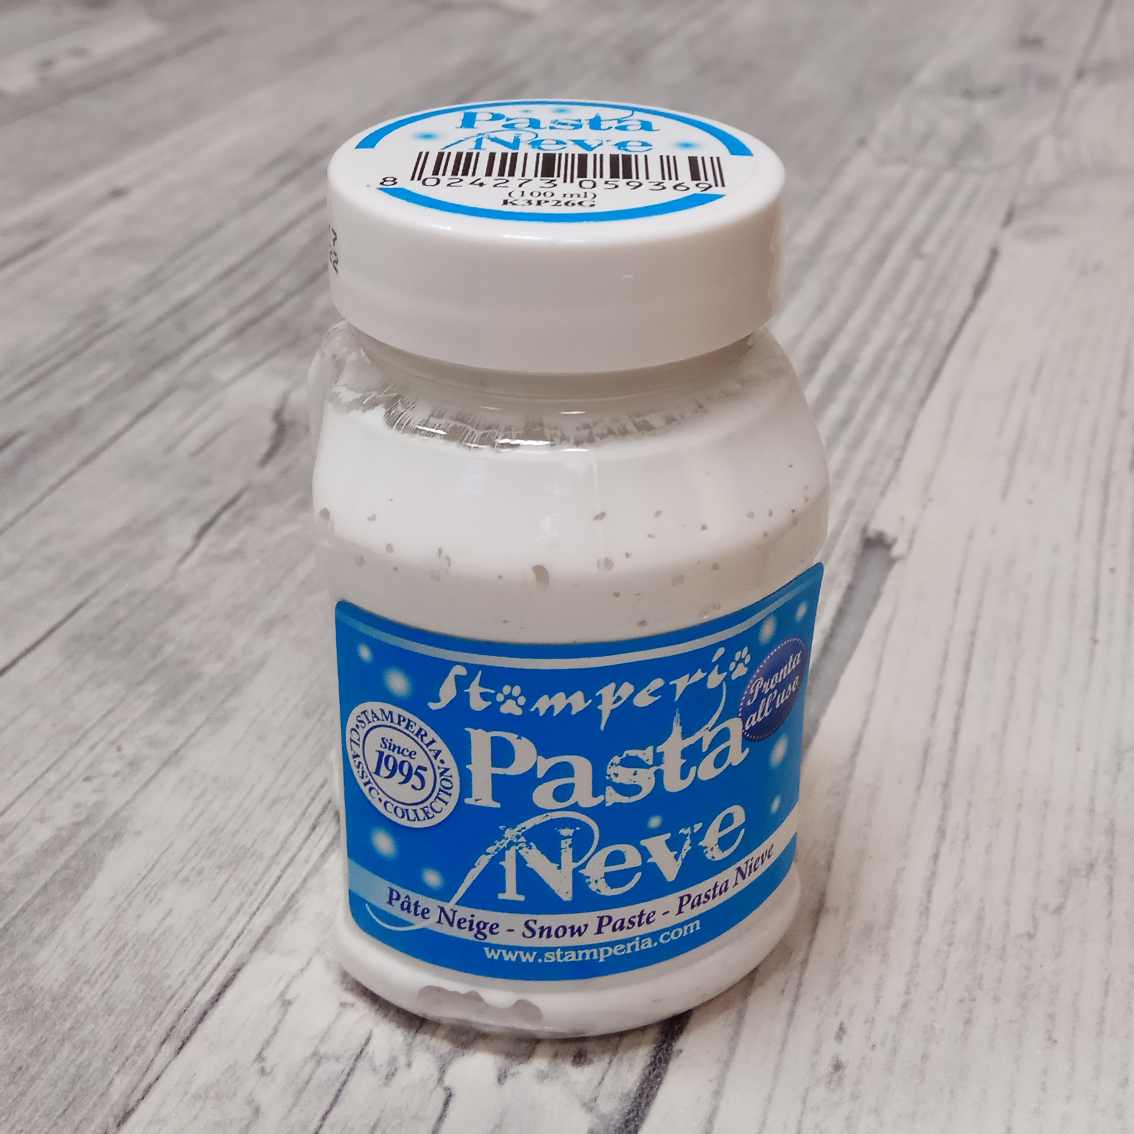 Pasta
Neve
8 024273 059369
(100 ml)
K3P26G
Stamperia
Pronta
all'uso
Pasta
STAMPERIA · CLASSIC · COLLECTION
Since
1995
Neve
Pâte Neige - Snow Paste - Pasta Nieve
www.stamperia.com